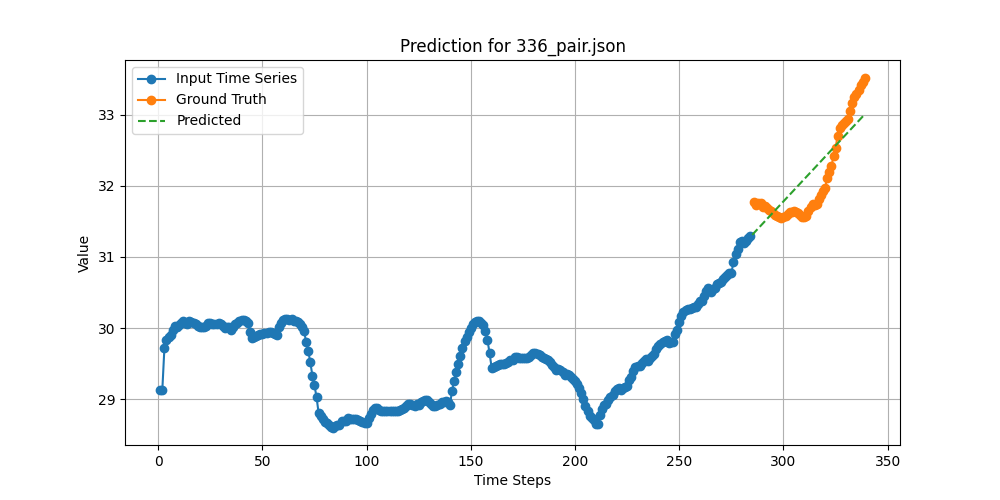 Prediction for 336_pair.json
Input Time Series
Ground Truth
Predicted
33
32
31
30
29
Value
0 50 100 150 200 250 300 350
Time Steps